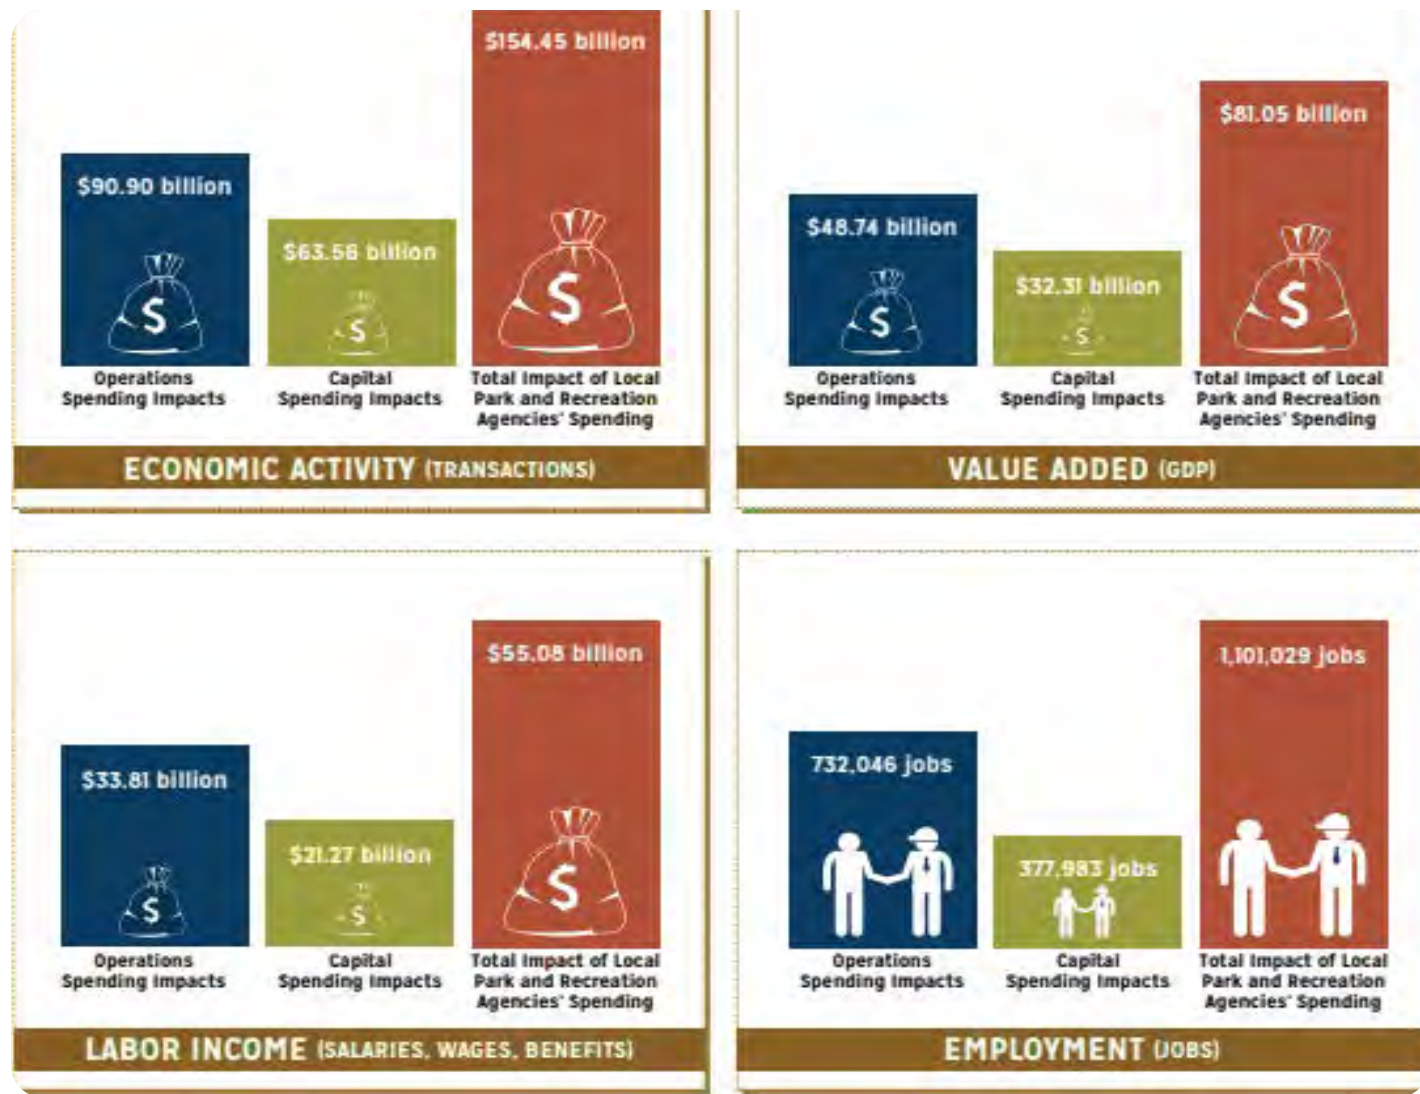 $154.45 billion
$90.90 billion
$63.56 billion
$
$
$
Operations
Spending Impacts
Capital
Spending Impacts
Total Impact of Local
Park and Recreation
Agencies' Spending
ECONOMIC ACTIVITY (TRANSACTIONS)
$81.05 billion
$48.74 billion
$32.31 billion
$
$
$
Operations
Spending Impacts
Capital
Spending Impacts
Total Impact of Local
Park and Recreation
Agencies' Spending
VALUE ADDED (GDP)
$55.08 billion
$33.81 billion
$21.27 billion
$
$
$
Operations
Spending Impacts
Capital
Spending Impacts
Total Impact of Local
Park and Recreation
Agencies' Spending
LABOR INCOME (SALARIES, WAGES, BENEFITS)
1,101,029 jobs
732,046 jobs
377,983 jobs
Operations
Spending Impacts
Capital
Spending Impacts
Total Impact of Local
Park and Recreation
Agencies' Spending
EMPLOYMENT (JOBS)